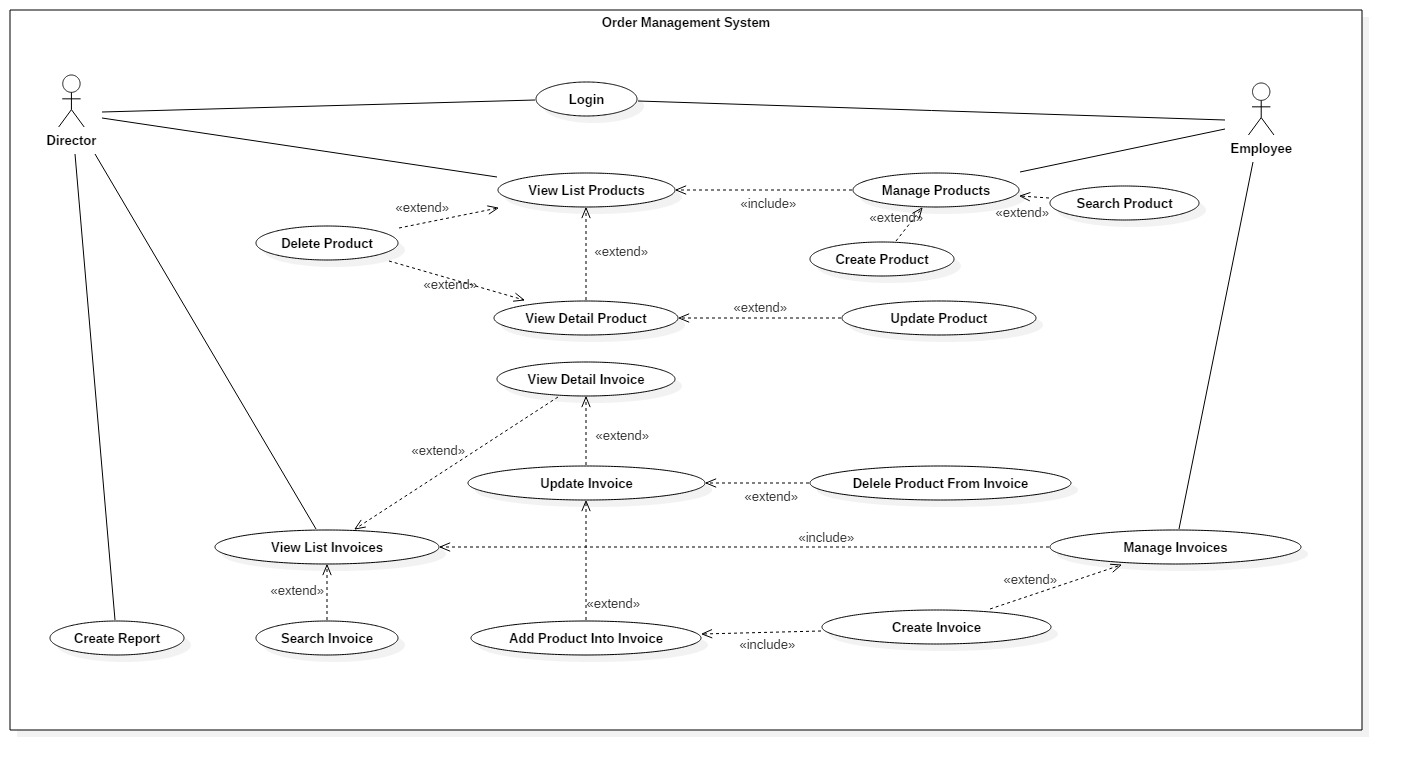 Order Management System
Login
Director
Employee
View List Products
«include»
Manage Products
«extend»
Search Product
«extend»
«extend»
Delete Product
«extend»
Create Product
«extend»
View Detail Product
«extend»
Update Product
View Detail Invoice
«extend»
«extend»
Update Invoice
«extend»
Delele Product From Invoice
View List Invoices
«include»
Manage Invoices
«extend»
«extend»
«extend»
Create Report
Search Invoice
Add Product Into Invoice
«include»
Create Invoice